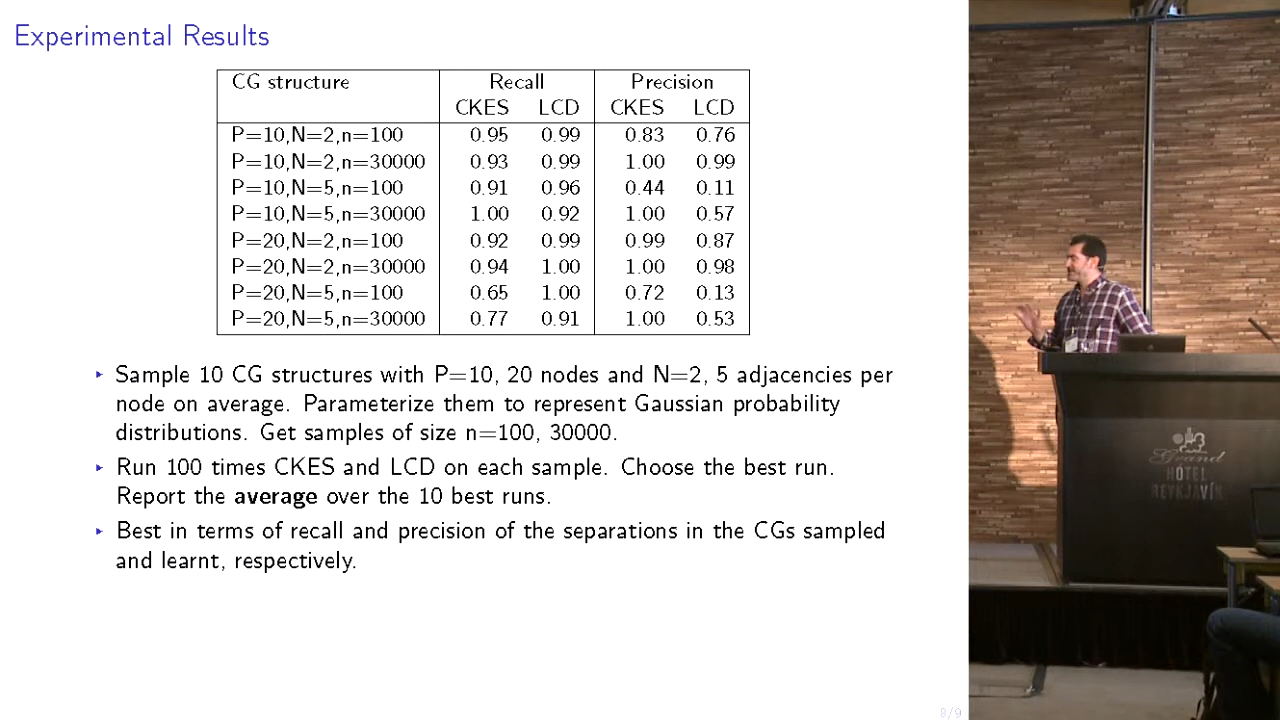 Experimental Results
CG structure Recall Precision
CKES LCD CKES LCD
P=10,N=2,n=100 0.95 0.99 0.83 0.76
P=10,N=2,n=30000 0.93 0.99 1.00 0.99
P=10,N=5,n=100 0.91 0.96 0.44 0.11
P=10,N=5,n=30000 1.00 0.92 1.00 0.57
P=20,N=2,n=100 0.92 0.99 0.99 0.87
P=20,N=2,n=30000 0.94 1.00 1.00 0.98
P=20,N=5,n=100 0.65 1.00 0.72 0.13
P=20,N=5,n=30000 0.77 0.91 1.00 0.53
‣ Sample 10 CG structures with P=10, 20 nodes and N=2, 5 adjacencies per
node on average. Parameterize them to represent Gaussian probability
distributions. Get samples of size n=100, 30000.
‣ Run 100 times CKES and LCD on each sample. Choose the best run.
Report the average over the 10 best runs.
‣ Best in terms of recall and precision of the separations in the CGs sampled
and learnt, respectively.
8/9
Grand
HÓTEL
REYKJAVÍK